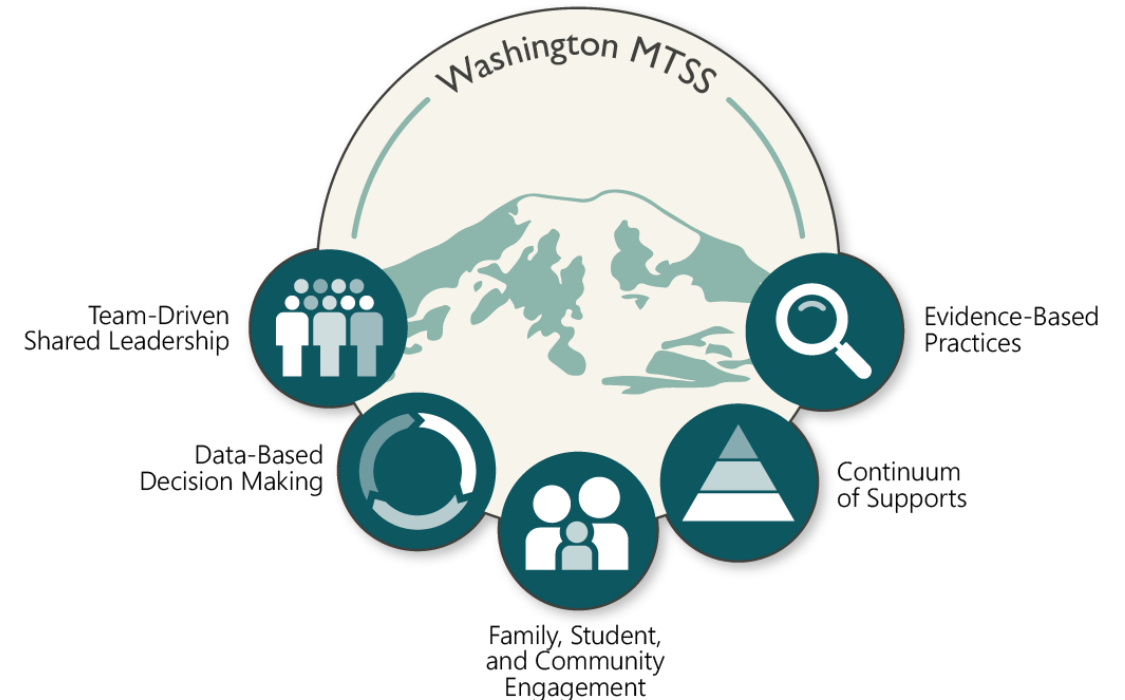 Washington MTSS
Team-Driven
Shared Leadership
Evidence-Based
Practices
Data-Based
Decision Making
Continuum
of Supports
Family, Student,
and Community
Engagement